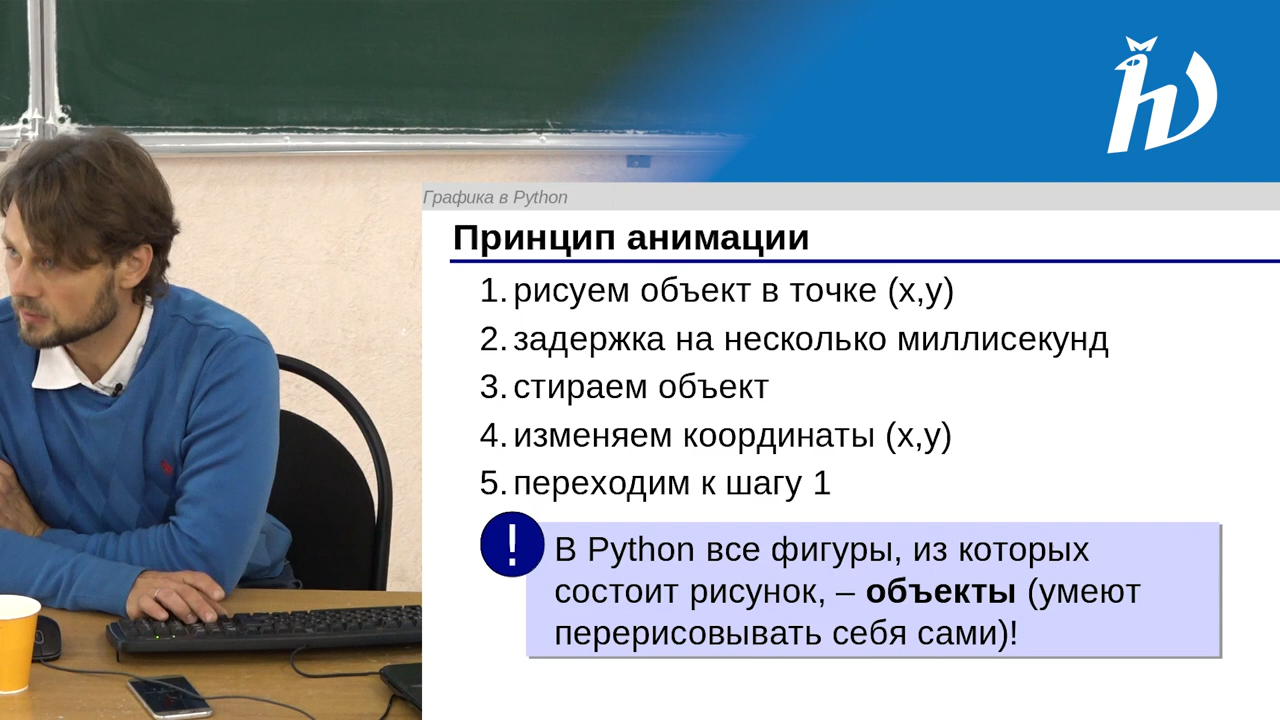 Графика в Python
Принцип анимации
1. рисуем объект в точке (x,y)
2. задержка на несколько миллисекунд
3. стираем объект
4. изменяем координаты (x,y)
5. переходим к шагу 1
! В Python все фигуры, из которых
состоит рисунок, – объекты (умеют
перерисовывать себя сами)!